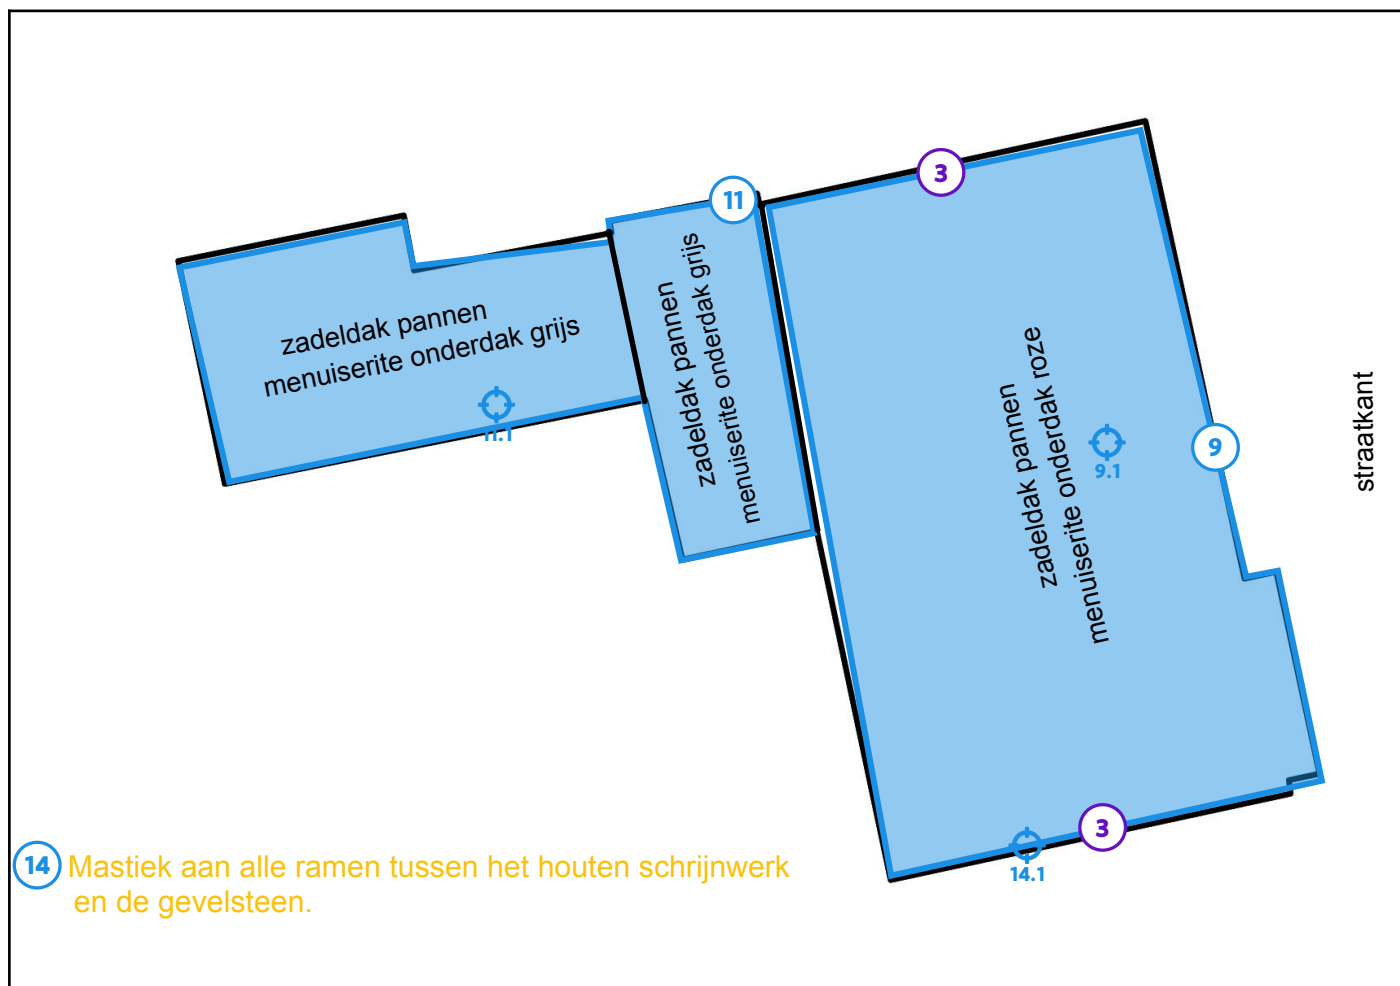 3
11
zadeldak pannen
menuiserite onderdak grijs
11.1
zadeldak pannen
menuiserite onderdak grijs
zadeldak pannen
menuiserite onderdak roze
9.1
9
straatkant
3
14.1
14 Mastiek aan alle ramen tussen het houten schrijnwerk
en de gevelsteen.